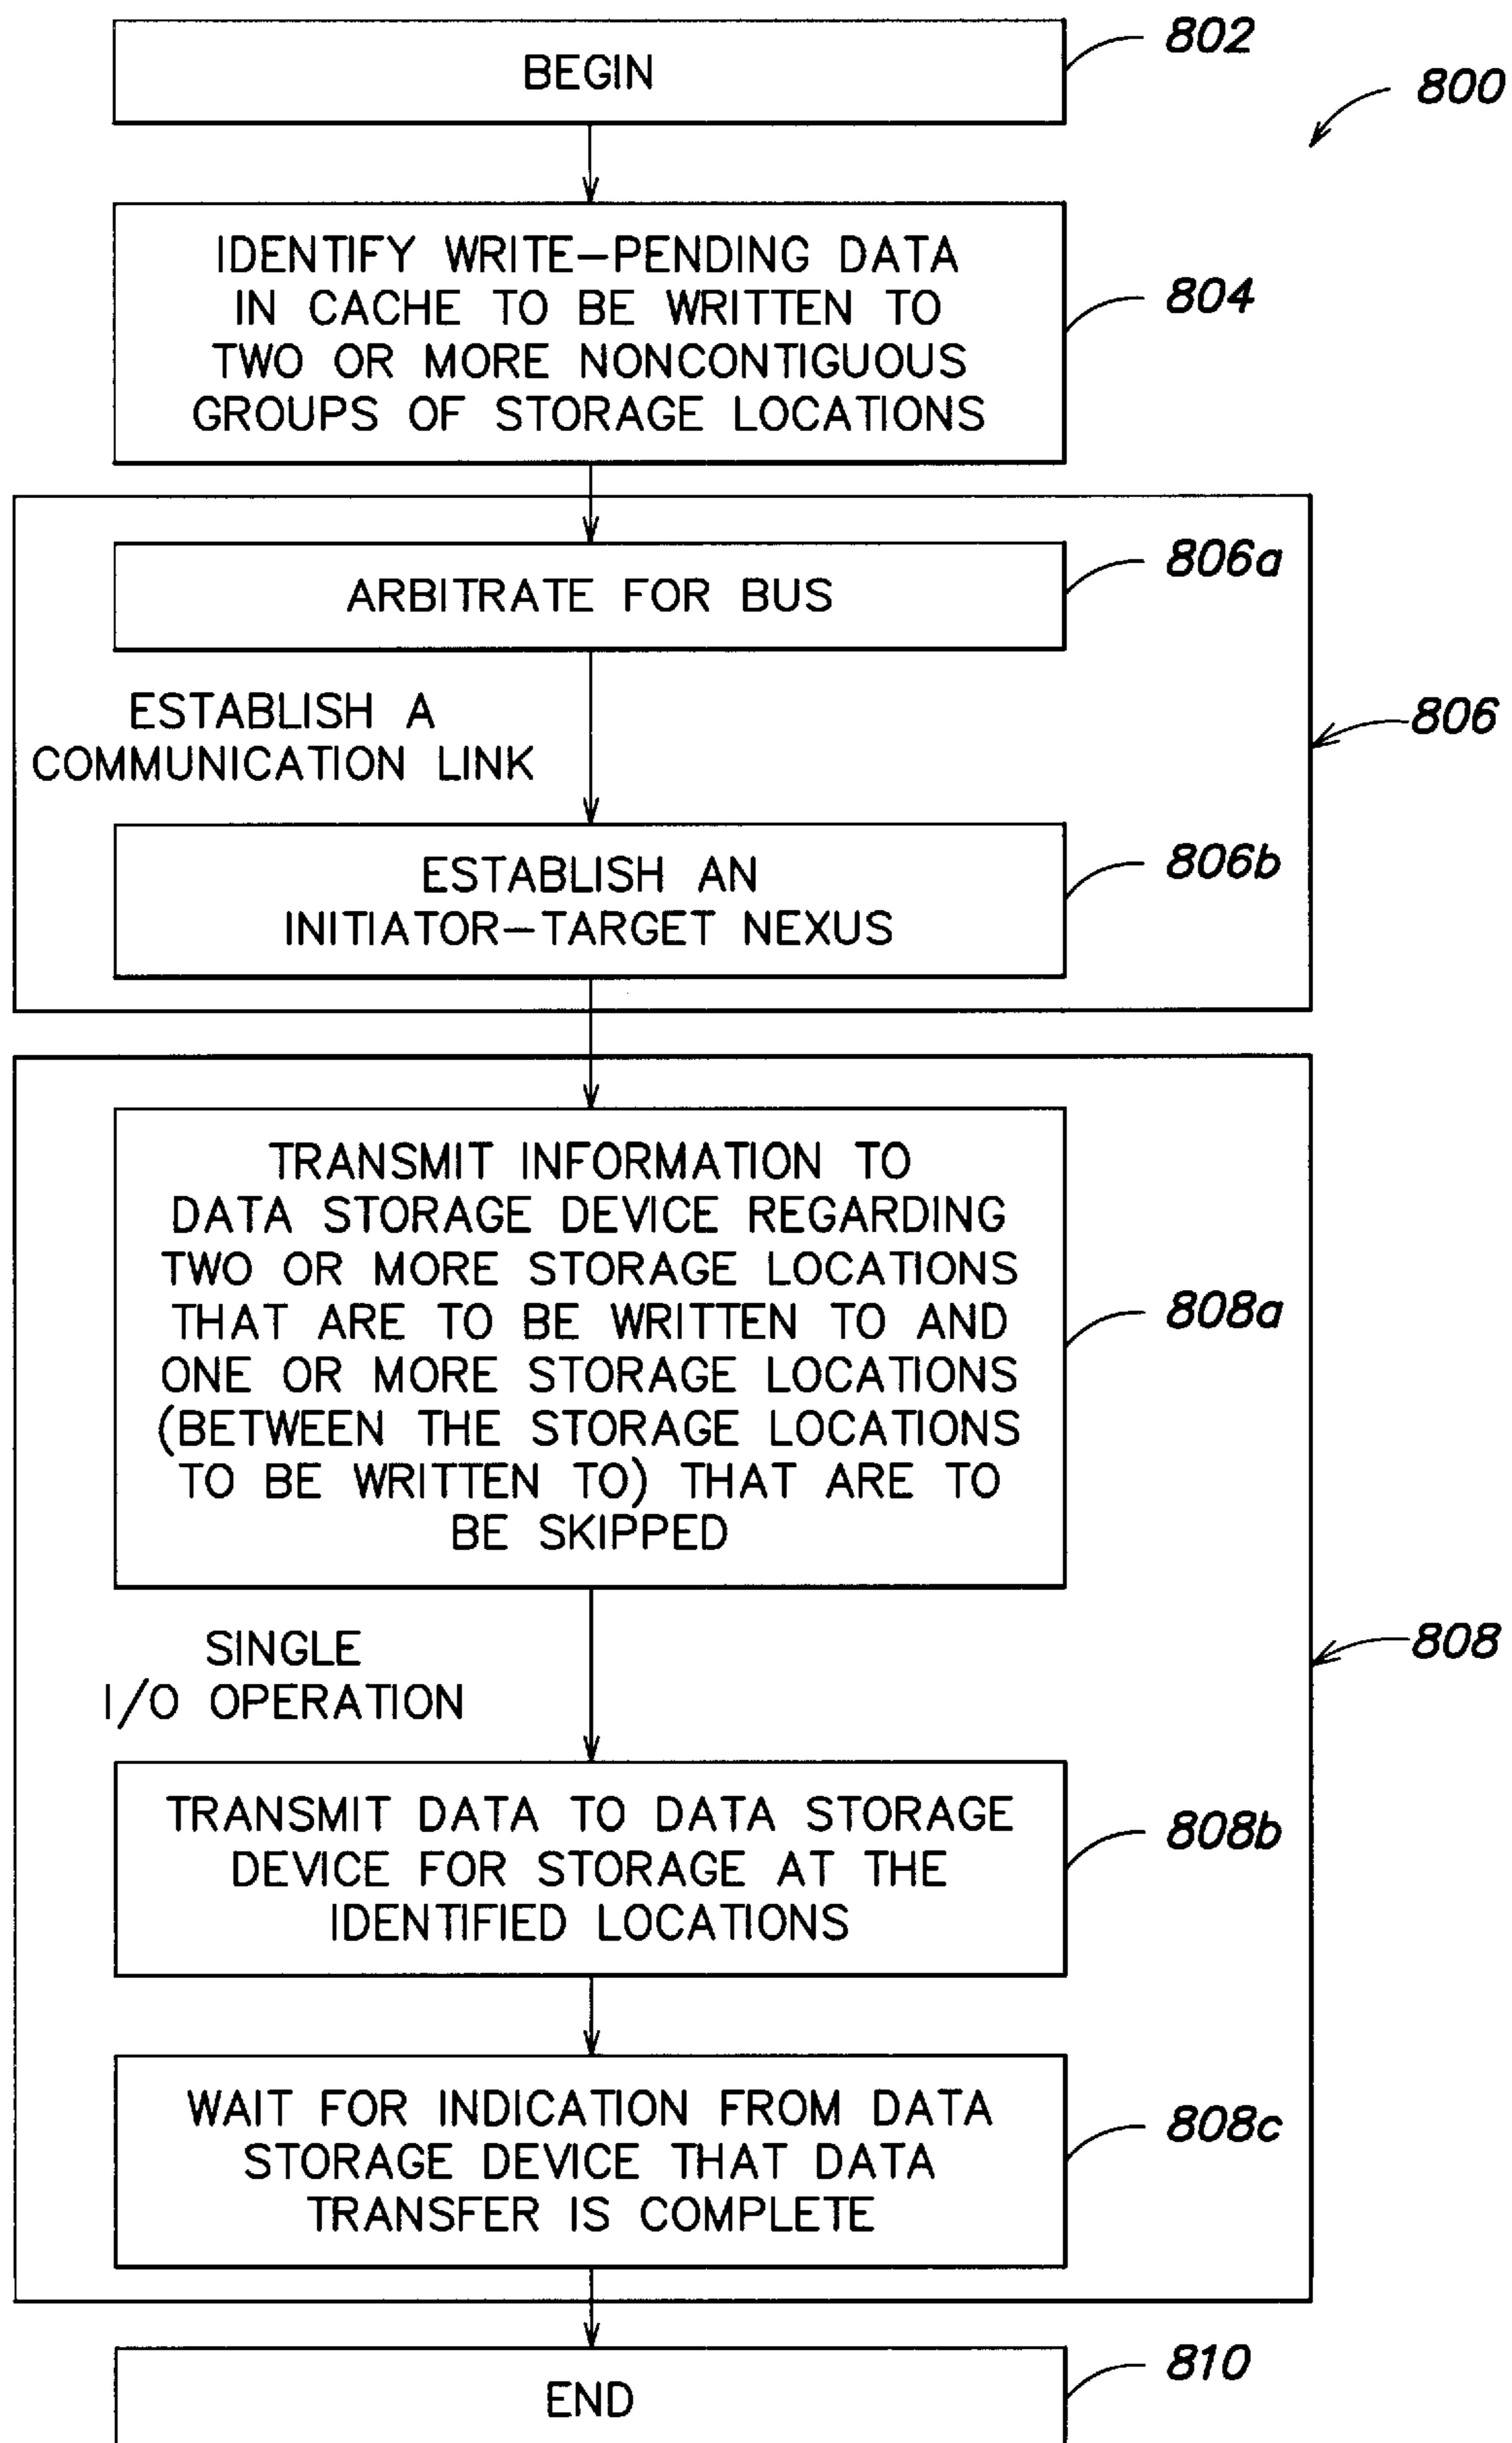 BEGIN
802
800
IDENTIFY WRITE-PENDING DATA
IN CACHE TO BE WRITTEN TO
TWO OR MORE NONCONTIGUOUS
GROUPS OF STORAGE LOCATIONS
804
ARBITRATE FOR BUS
806a
ESTABLISH A
COMMUNICATION LINK
806
ESTABLISH AN
INITIATOR-TARGET NEXUS
806b
TRANSMIT INFORMATION TO
DATA STORAGE DEVICE REGARDING
TWO OR MORE STORAGE LOCATIONS
THAT ARE TO BE WRITTEN TO AND
ONE OR MORE STORAGE LOCATIONS
(BETWEEN THE STORAGE LOCATIONS
TO BE WRITTEN TO) THAT ARE TO
BE SKIPPED
808a
SINGLE
I/O OPERATION
808
TRANSMIT DATA TO DATA STORAGE
DEVICE FOR STORAGE AT THE
IDENTIFIED LOCATIONS
808b
WAIT FOR INDICATION FROM DATA
STORAGE DEVICE THAT DATA
TRANSFER IS COMPLETE
808c
END
810